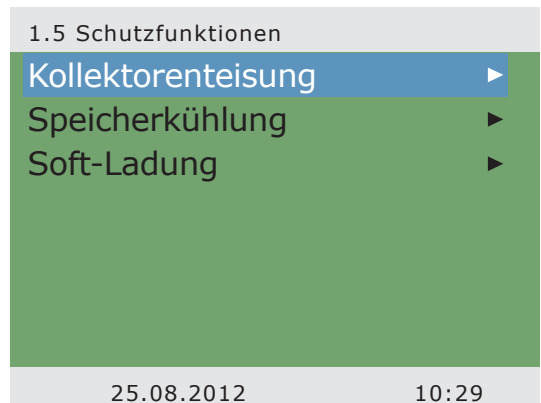 1.5 Schutzfunktionen
Kollektorenteisung
Speicherkühlung
Soft-Ladung
25.08.2012 10:29